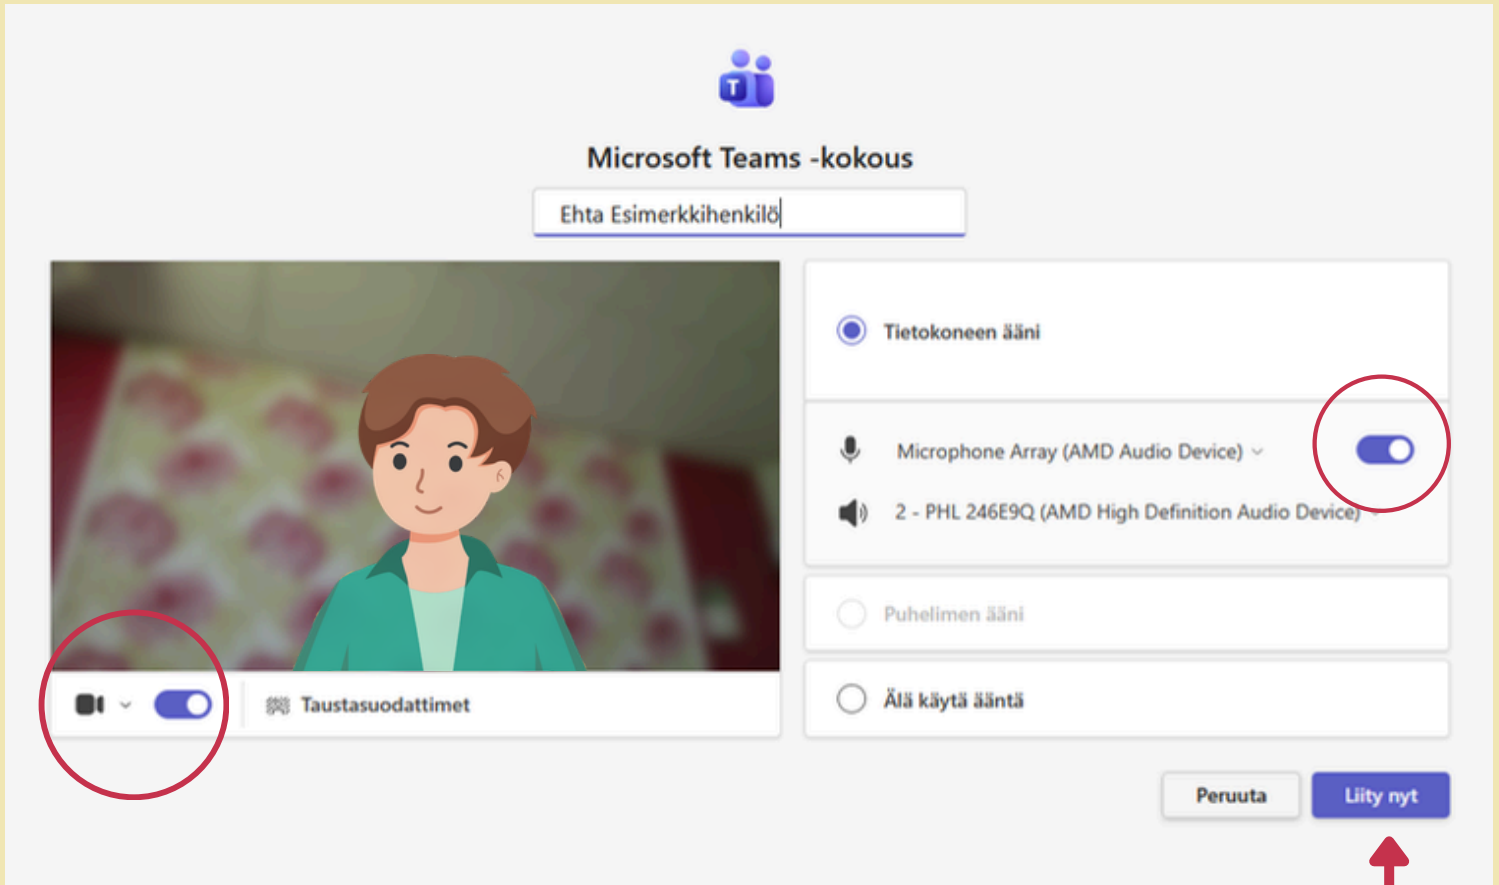 T
Microsoft Teams -kokous
Ehta Esimerkkihenkilö
Tietokoneen ääni
Microphone Array (AMD Audio Device)
2 - PHL 246E9Q (AMD High Definition Audio Device)
Puhelimen ääni
Taustasuodattimet
Älä käytä ääntä
Peruuta
Liity nyt